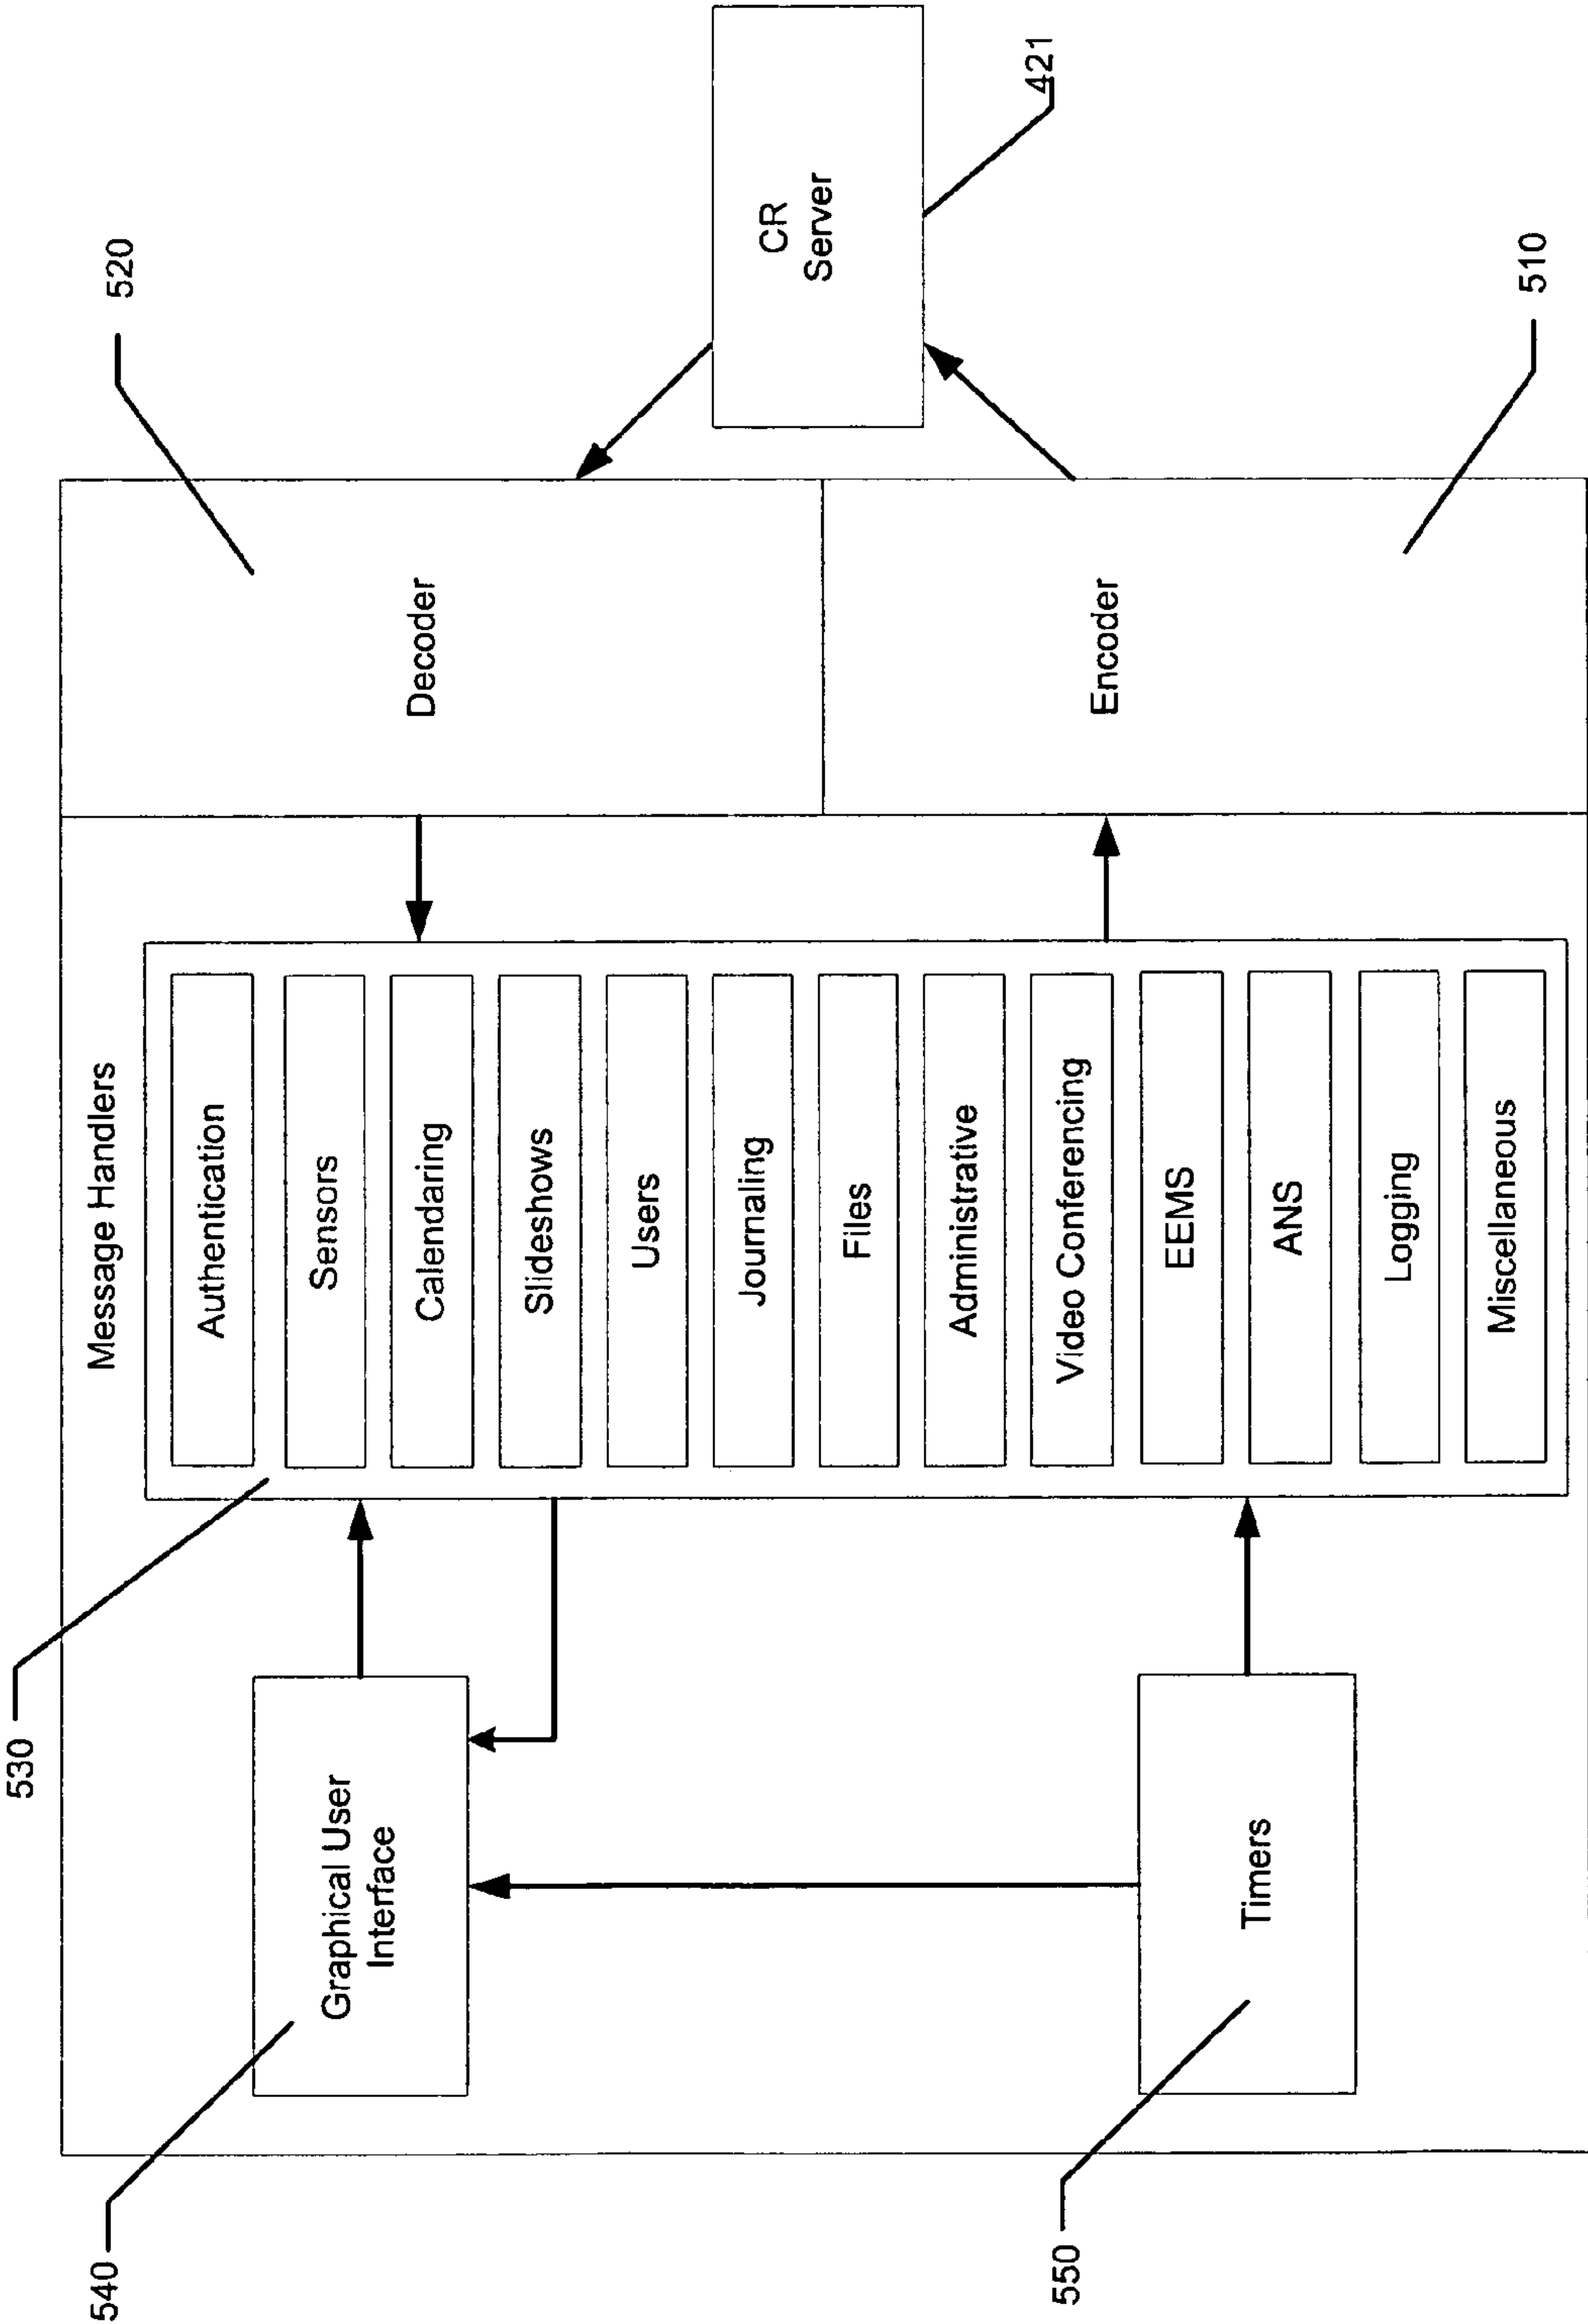 530
540
Graphical User
Interface
550
Timers
Message Handlers
Authentication
Sensors
Calendaring
Slideshows
Users
Journaling
Files
Administrative
Video Conferencing
EEMS
ANS
Logging
Miscellaneous
520
Decoder
Encoder
510
CR
Server
421